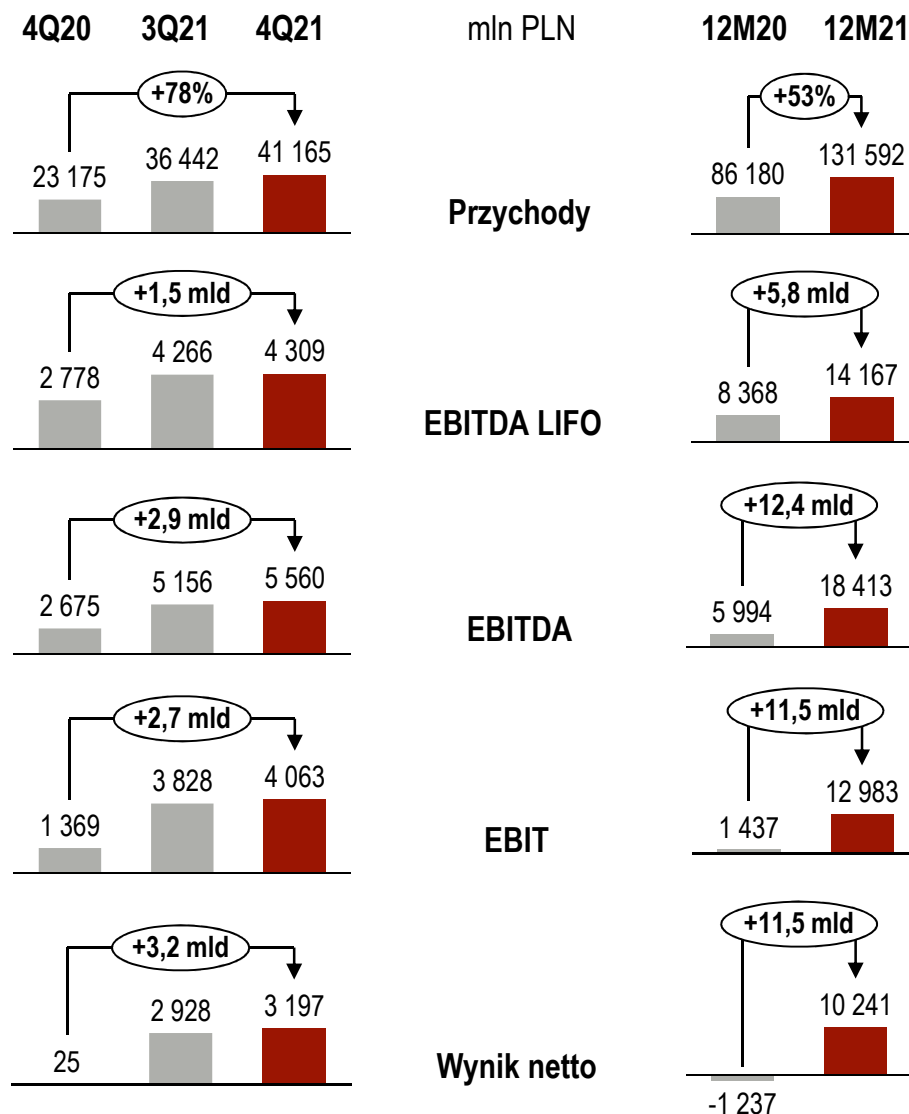 4Q20 3Q21 4Q21 mln PLN 12M20 12M21
+78% +53%
23 175 36 442 41 165 86 180 131 592
Przychody
+1,5 mld +5,8 mld
2 778 4 266 4 309 8 368 14 167
EBITDA LIFO
+2,9 mld +12,4 mld
2 675 5 156 5 560 5 994 18 413
EBITDA
+2,7 mld +11,5 mld
1 369 3 828 4 063 1 437 12 983
EBIT
+3,2 mld +11,5 mld
25 2 928 3 197 10 241
Wynik netto
-1 237